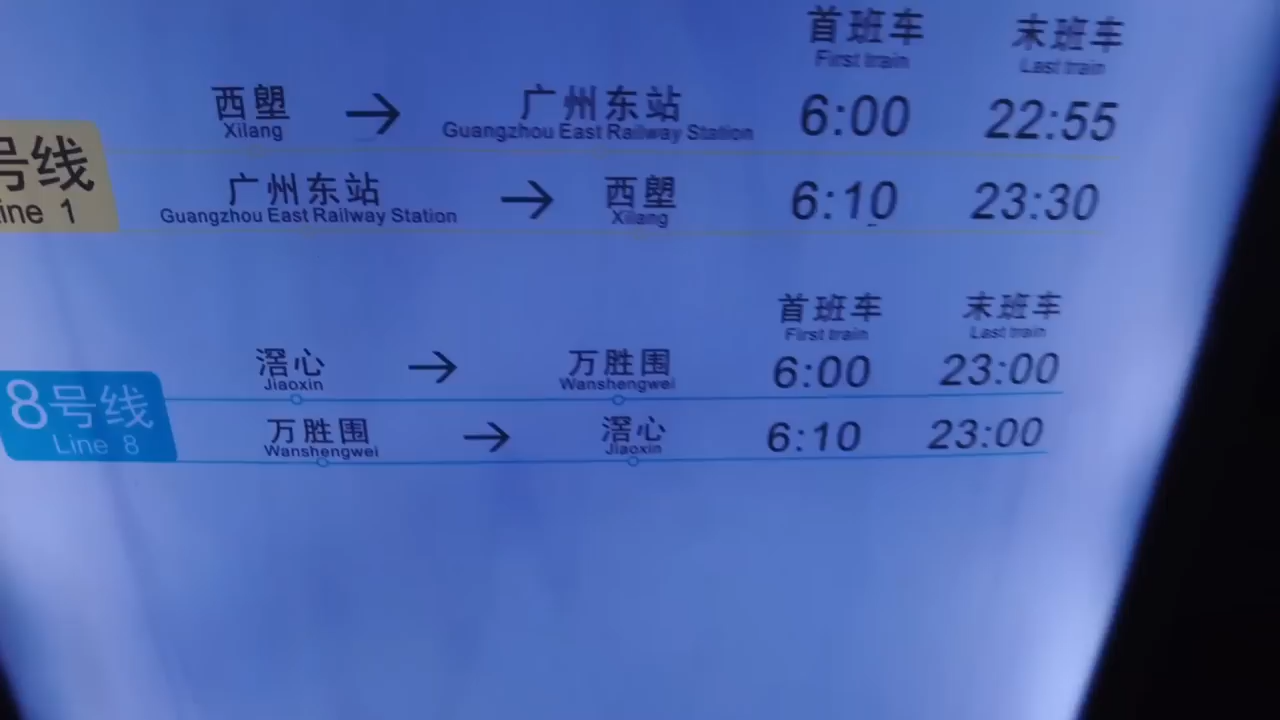 首班车 末班车
First train Last train
西塱 → 广州东站 6:00 22:55
Xilang Guangzhou East Railway Station
号线
Line 1
广州东站 → 西塱 6:10 23:30
Guangzhou East Railway Station Xilang
首班车 末班车
First train Last train
滘心 → 万胜围 6:00 23:00
Jiaoxin Wanshengwei
8号线
Line 8
万胜围 → 滘心 6:10 23:00
Wanshengwei Jiaoxin